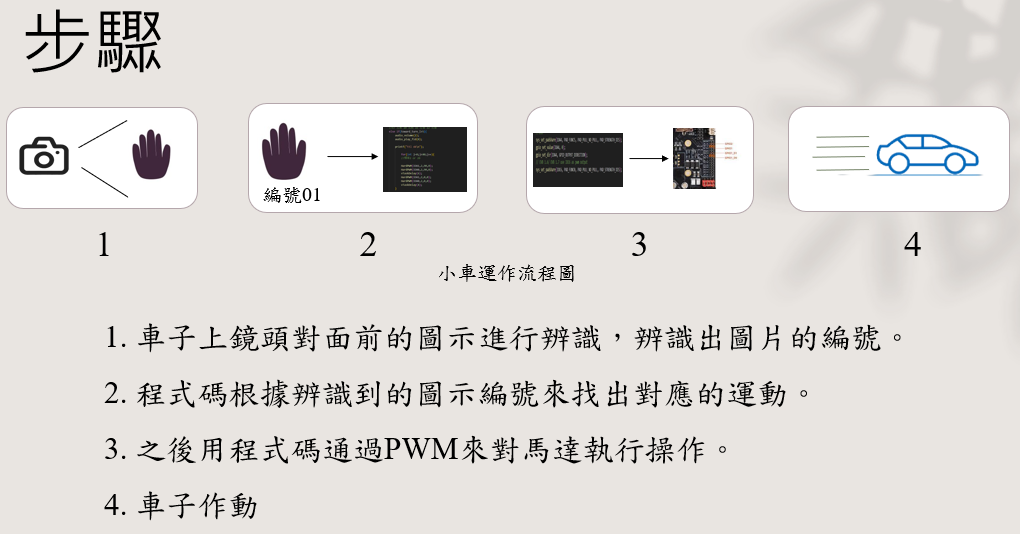 步驟
編號01
1
2
3
4
小車運作流程圖
1. 車子上鏡頭對面前的圖示進行辨識，辨識出圖片的編號。
2. 程式碼根據辨識到的圖示編號來找出對應的運動。
3. 之後用程式碼通過PWM來對馬達執行操作。
4. 車子作動